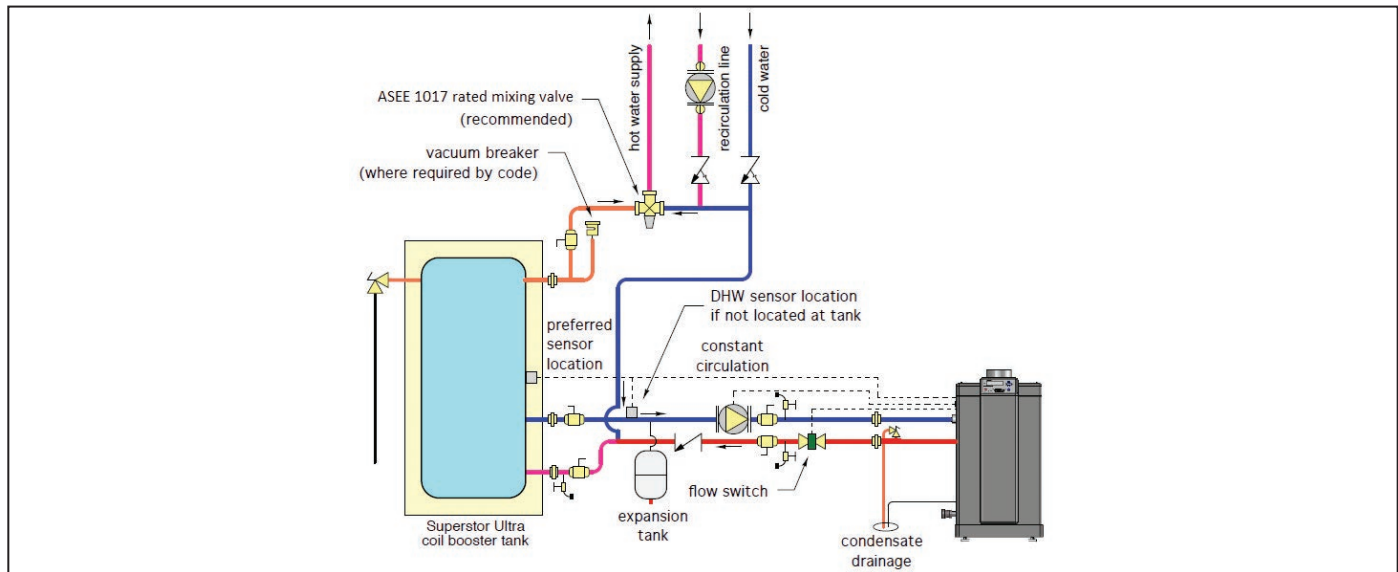 hot water supply
recirculation line
cold water
ASEE 1017 rated mixing valve
(recommended)
vacuum breaker
(where required by code)
DHW sensor location
if not located at tank
preferred
sensor
location
constant
circulation
flow switch
expansion
tank
Superstor Ultra
coil booster tank
condensate
drainage